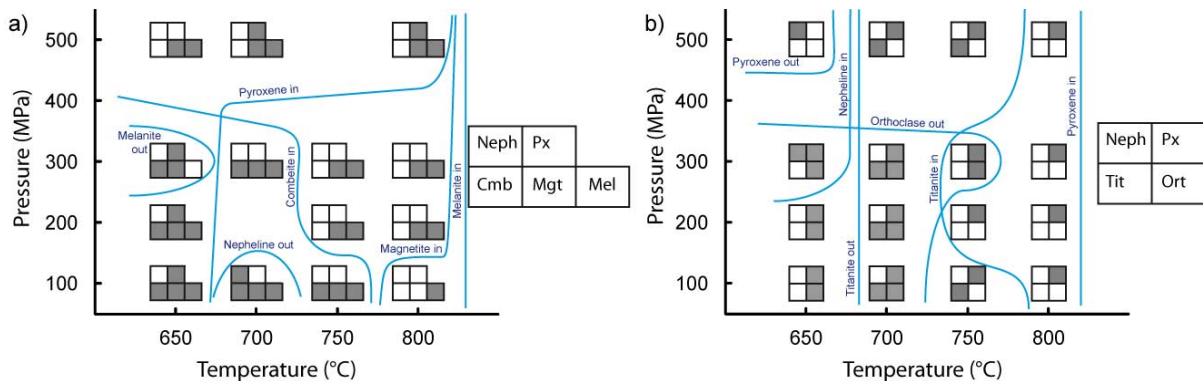 a)
500
400
300
200
100
Pressure (MPa)
650
700
750
800
Temperature (°C)
Pyroxene in
Melanite
out
Combeite in
Nepheline out
Magnetite in
Melanite in
Neph Px
Cmb Mgt Mel
b)
500
400
300
200
100
Pressure (MPa)
650
700
750
800
Temperature (°C)
Pyroxene out
Nepheline in
Orthoclase out
Titanite in
Titanite out
Pyroxene in
Neph Px
Tit Ort